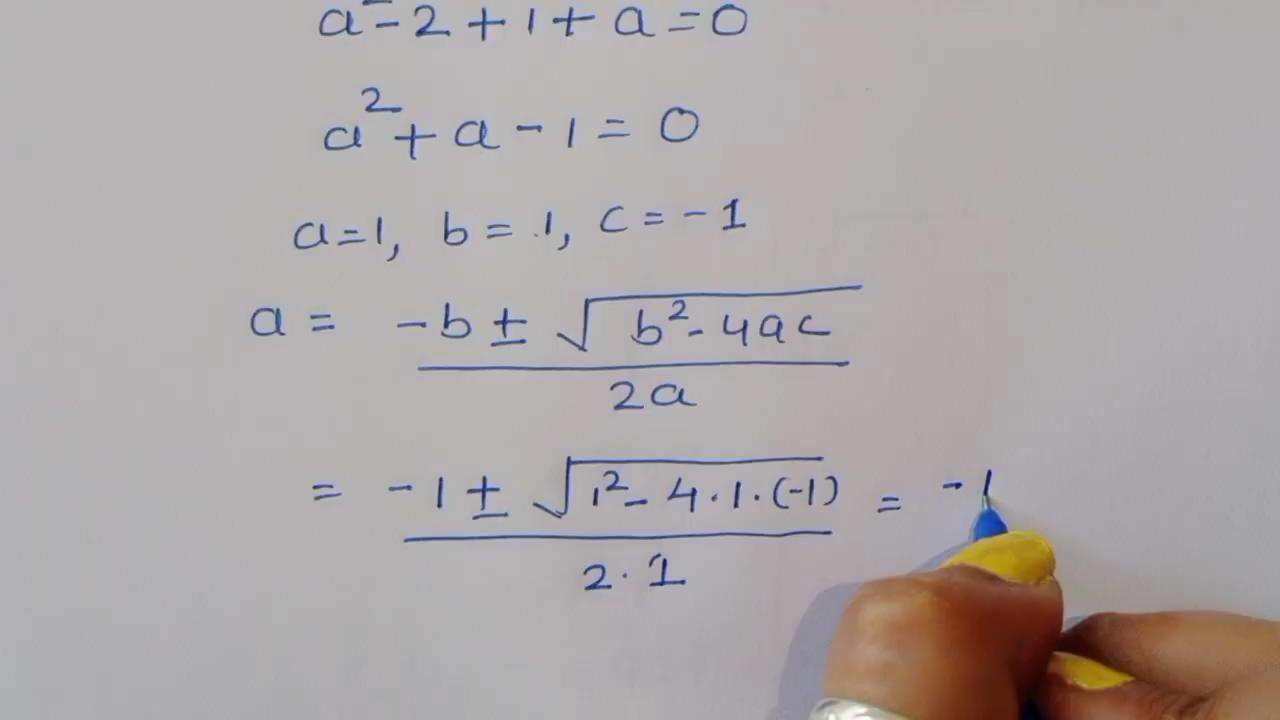 a² - 2 + 1 + a = 0
a² + a - 1 = 0
a = 1, b = 1, c = -1
a = (-b ± √(b² - 4ac)) / 2a
= (-1 ± √(1² - 4·1·(-1))) / 2·1 = -1